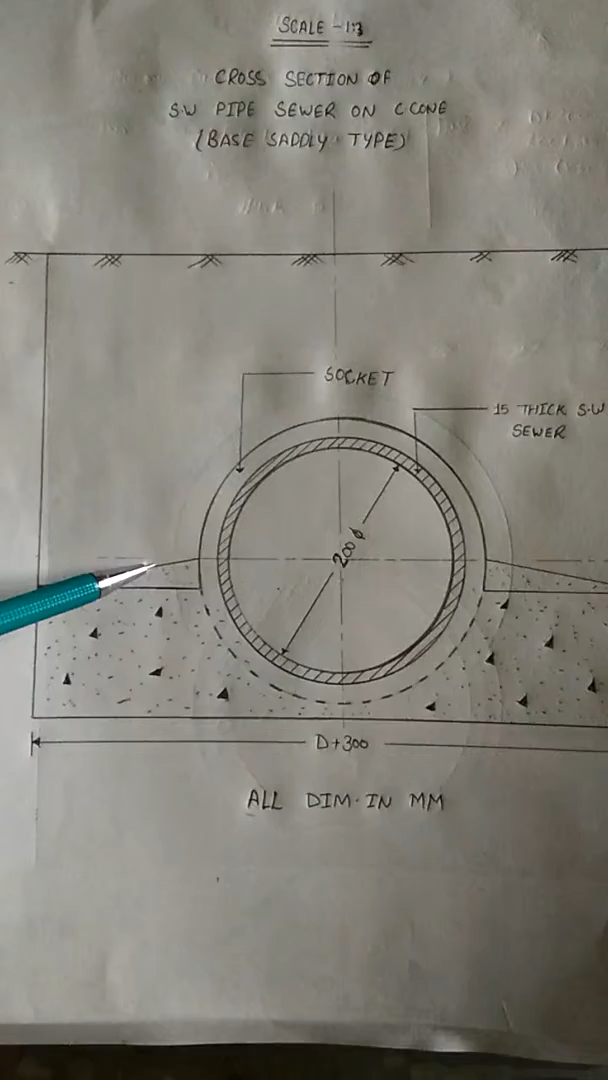 SCALE - 1:3
CROSS SECTION OF
S.W PIPE SEWER ON C CONE
(BASE SADDLY TYPE)
SOCKET
15 THICK S.W
SEWER
200 φ
D+300
ALL DIM. IN MM